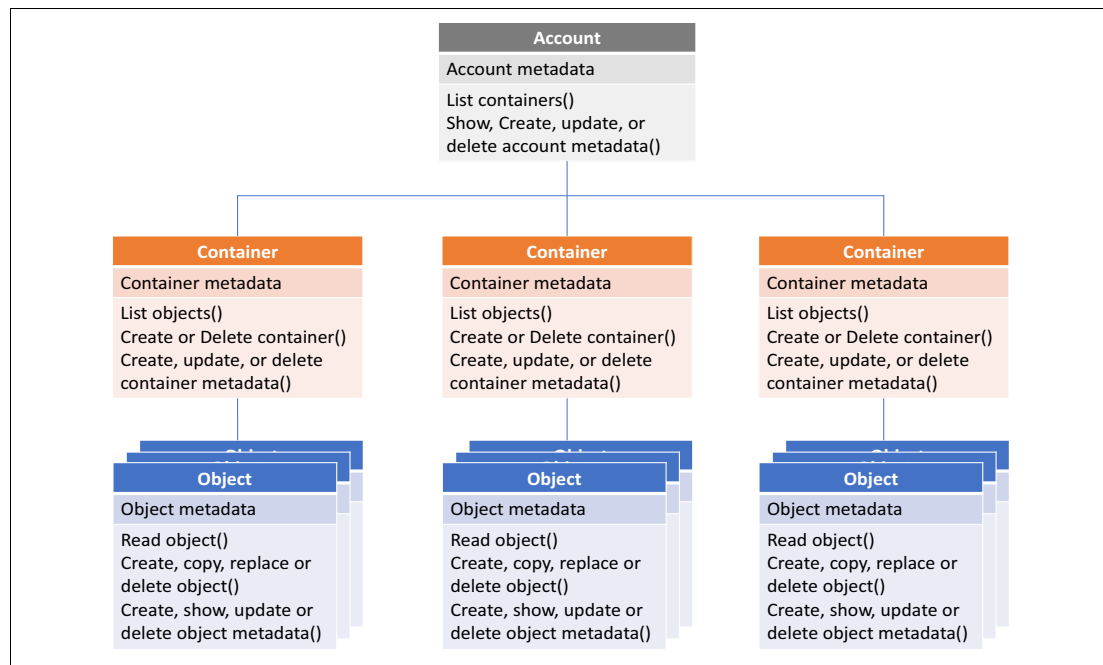 Account
Account metadata
List containers()
Show, Create, update, or
delete account metadata()
Container
Container metadata
List objects()
Create or Delete container()
Create, update, or delete
container metadata()
Container
Container metadata
List objects()
Create or Delete container()
Create, update, or delete
container metadata()
Container
Container metadata
List objects()
Create or Delete container()
Create, update, or delete
container metadata()
Object
Object metadata
Read object()
Create, copy, replace or
delete object()
Create, show, update or
delete object metadata()
Object
Object metadata
Read object()
Create, copy, replace or
delete object()
Create, show, update or
delete object metadata()
Object
Object metadata
Read object()
Create, copy, replace or
delete object()
Create, show, update or
delete object metadata()